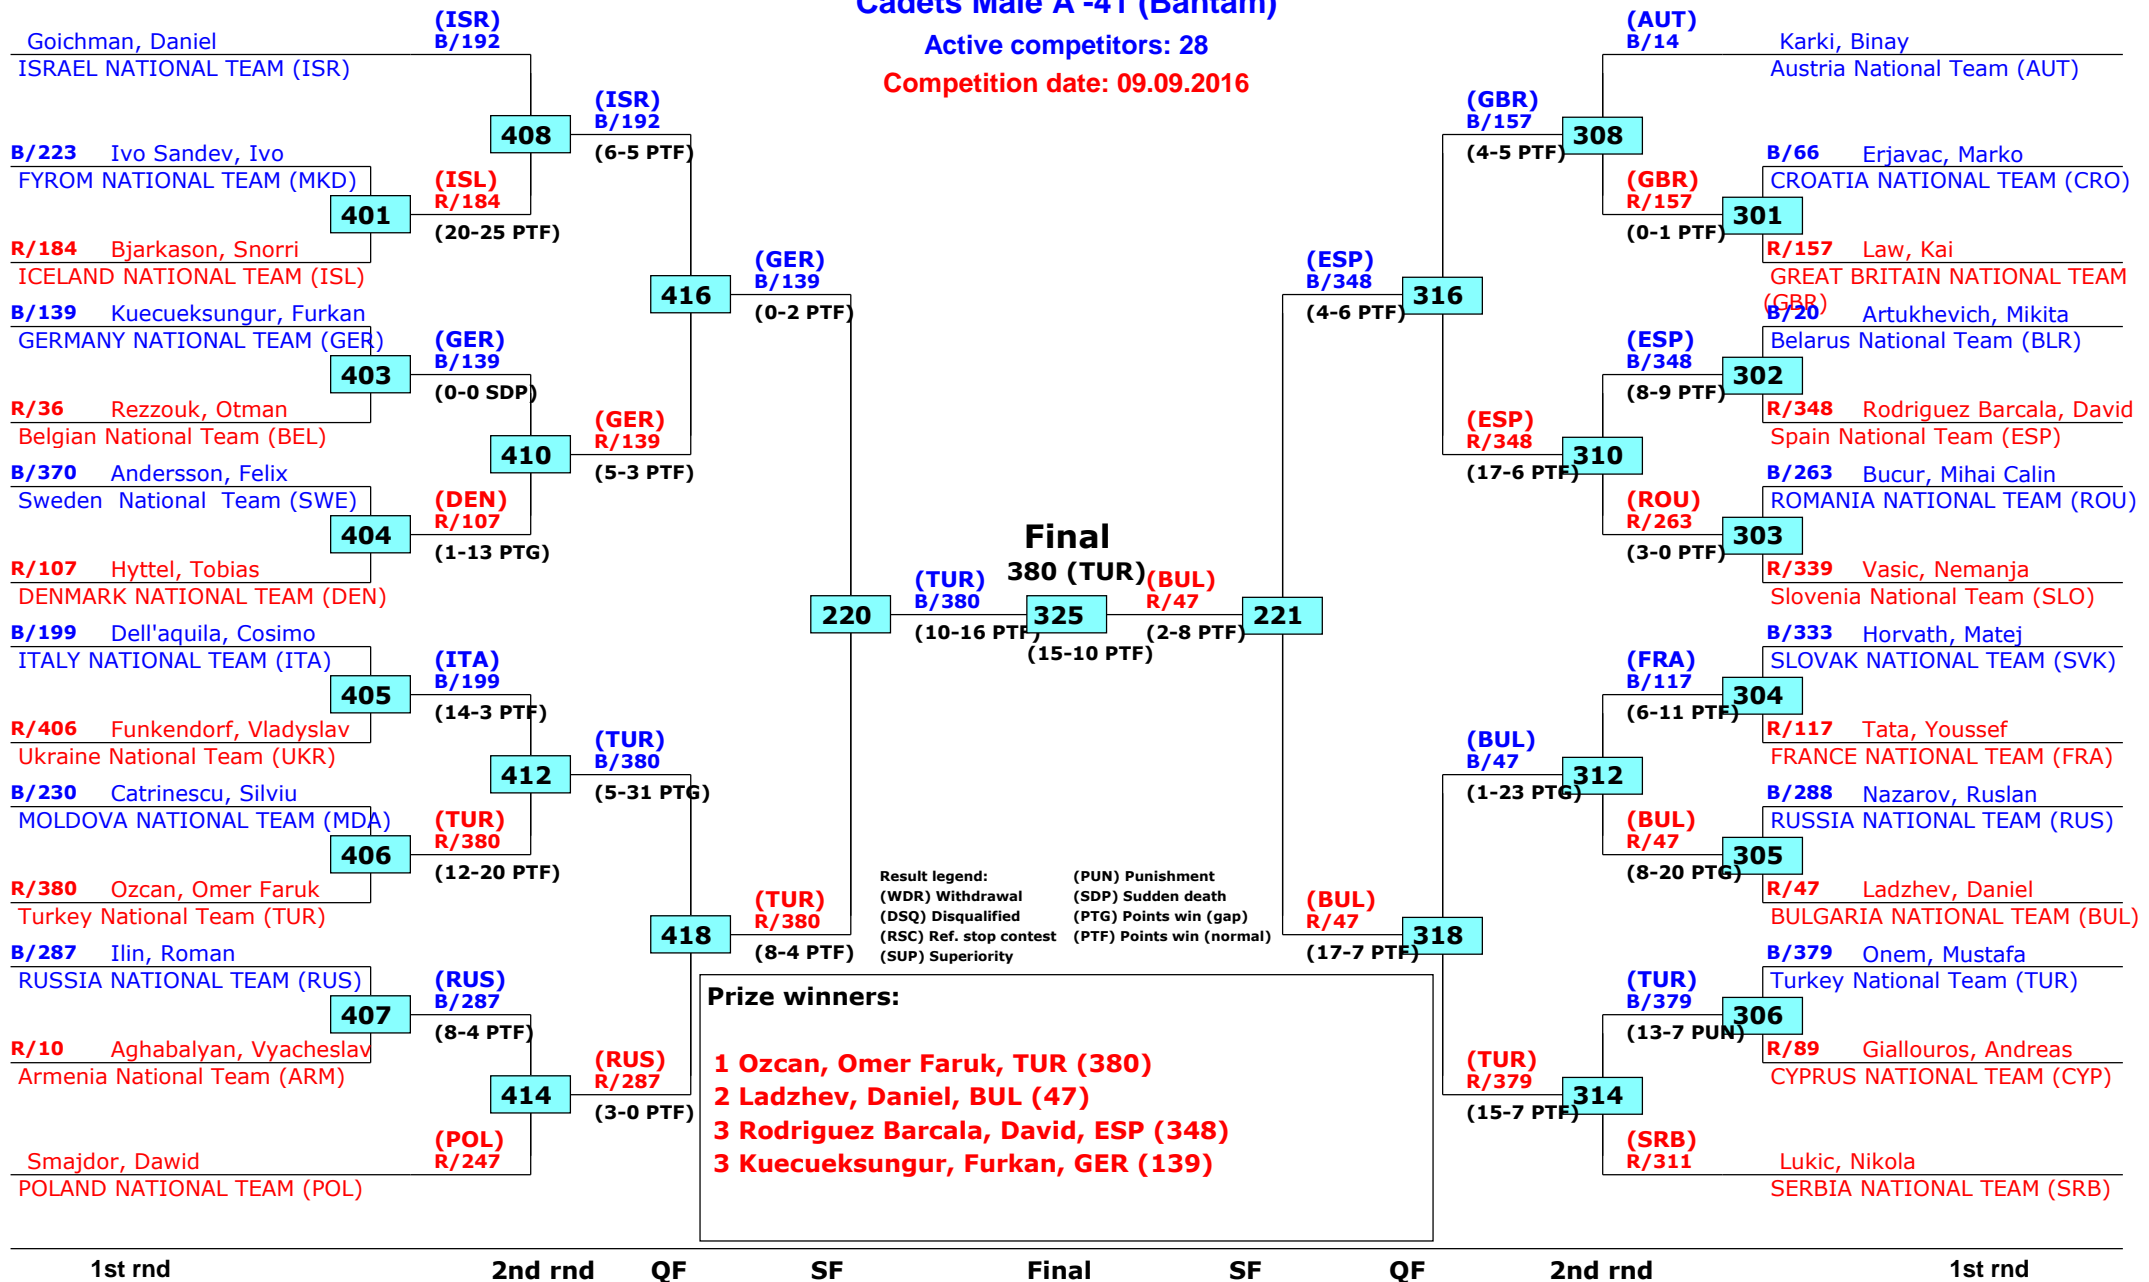 Cadets Male A -41 (Bantam)
Active competitors: 28
Competition date: 09.09.2016
(ISR)
B/192
Goichman, Daniel
ISRAEL NATIONAL TEAM (ISR)
408
(ISR)
B/192
(6-5 PTF)
B/223 Ivo Sandev, Ivo
FYROM NATIONAL TEAM (MKD)
401
(ISL)
R/184
(20-25 PTF)
R/184 Bjarkason, Snorri
ICELAND NATIONAL TEAM (ISL)
416
(GER)
B/139
(0-2 PTF)
B/139 Kuecueksungur, Furkan
GERMANY NATIONAL TEAM (GER)
403
(GER)
B/139
(0-0 SDP)
R/36 Rezzouk, Otman
Belgian National Team (BEL)
410
(GER)
R/139
(5-3 PTF)
B/370 Andersson, Felix
Sweden National Team (SWE)
404
(DEN)
R/107
(1-13 PTG)
R/107 Hyttel, Tobias
DENMARK NATIONAL TEAM (DEN)
220
(TUR)
B/380
(10-16 PTF)
B/199 Dell'aquila, Cosimo
ITALY NATIONAL TEAM (ITA)
405
(ITA)
B/199
(14-3 PTF)
R/406 Funkendorf, Vladyslav
Ukraine National Team (UKR)
412
(TUR)
B/380
(5-31 PTG)
B/230 Catrinescu, Silviu
MOLDOVA NATIONAL TEAM (MDA)
406
(TUR)
R/380
(12-20 PTF)
R/380 Ozcan, Omer Faruk
Turkey National Team (TUR)
418
(TUR)
R/380
(8-4 PTF)
B/287 Ilin, Roman
RUSSIA NATIONAL TEAM (RUS)
407
(RUS)
B/287
(8-4 PTF)
R/10 Aghabalyan, Vyacheslav
Armenia National Team (ARM)
414
(RUS)
R/287
(3-0 PTF)
(POL)
R/247
Smajdor, Dawid
POLAND NATIONAL TEAM (POL)
Final
380 (TUR)
325
(15-10 PTF)
(BUL)
R/47
(2-8 PTF)
221
(AUT)
B/14
Karki, Binay
Austria National Team (AUT)
(GBR)
B/157
(4-5 PTF)
308
B/66 Erjavac, Marko
CROATIA NATIONAL TEAM (CRO)
(GBR)
R/157
(0-1 PTF)
301
R/157 Law, Kai
GREAT BRITAIN NATIONAL TEAM
(GBR)
(ESP)
B/348
(4-6 PTF)
316
B/20 Artukhevich, Mikita
Belarus National Team (BLR)
(ESP)
B/348
(8-9 PTF)
302
R/348 Rodriguez Barcala, David
Spain National Team (ESP)
(ESP)
R/348
(17-6 PTF)
310
B/263 Bucur, Mihai Calin
ROMANIA NATIONAL TEAM (ROU)
(ROU)
R/263
(3-0 PTF)
303
R/339 Vasic, Nemanja
Slovenia National Team (SLO)
B/333 Horvath, Matej
SLOVAK NATIONAL TEAM (SVK)
(FRA)
B/117
(6-11 PTF)
304
R/117 Tata, Youssef
FRANCE NATIONAL TEAM (FRA)
(BUL)
B/47
(1-23 PTG)
312
B/288 Nazarov, Ruslan
RUSSIA NATIONAL TEAM (RUS)
(BUL)
R/47
(8-20 PTG)
305
R/47 Ladzhev, Daniel
BULGARIA NATIONAL TEAM (BUL)
(BUL)
R/47
(17-7 PTF)
318
B/379 Onem, Mustafa
Turkey National Team (TUR)
(TUR)
B/379
(13-7 PUN)
306
R/89 Giallouros, Andreas
CYPRUS NATIONAL TEAM (CYP)
(TUR)
R/379
(15-7 PTF)
314
(SRB)
R/311
Lukic, Nikola
SERBIA NATIONAL TEAM (SRB)
Result legend: (PUN) Punishment
(WDR) Withdrawal (SDP) Sudden death
(DSQ) Disqualified (PTG) Points win (gap)
(RSC) Ref. stop contest (PTF) Points win (normal)
(SUP) Superiority
Prize winners:
1 Ozcan, Omer Faruk, TUR (380)
2 Ladzhev, Daniel, BUL (47)
3 Rodriguez Barcala, David, ESP (348)
3 Kuecueksungur, Furkan, GER (139)
1st rnd 2nd rnd QF SF Final SF QF 2nd rnd 1st rnd